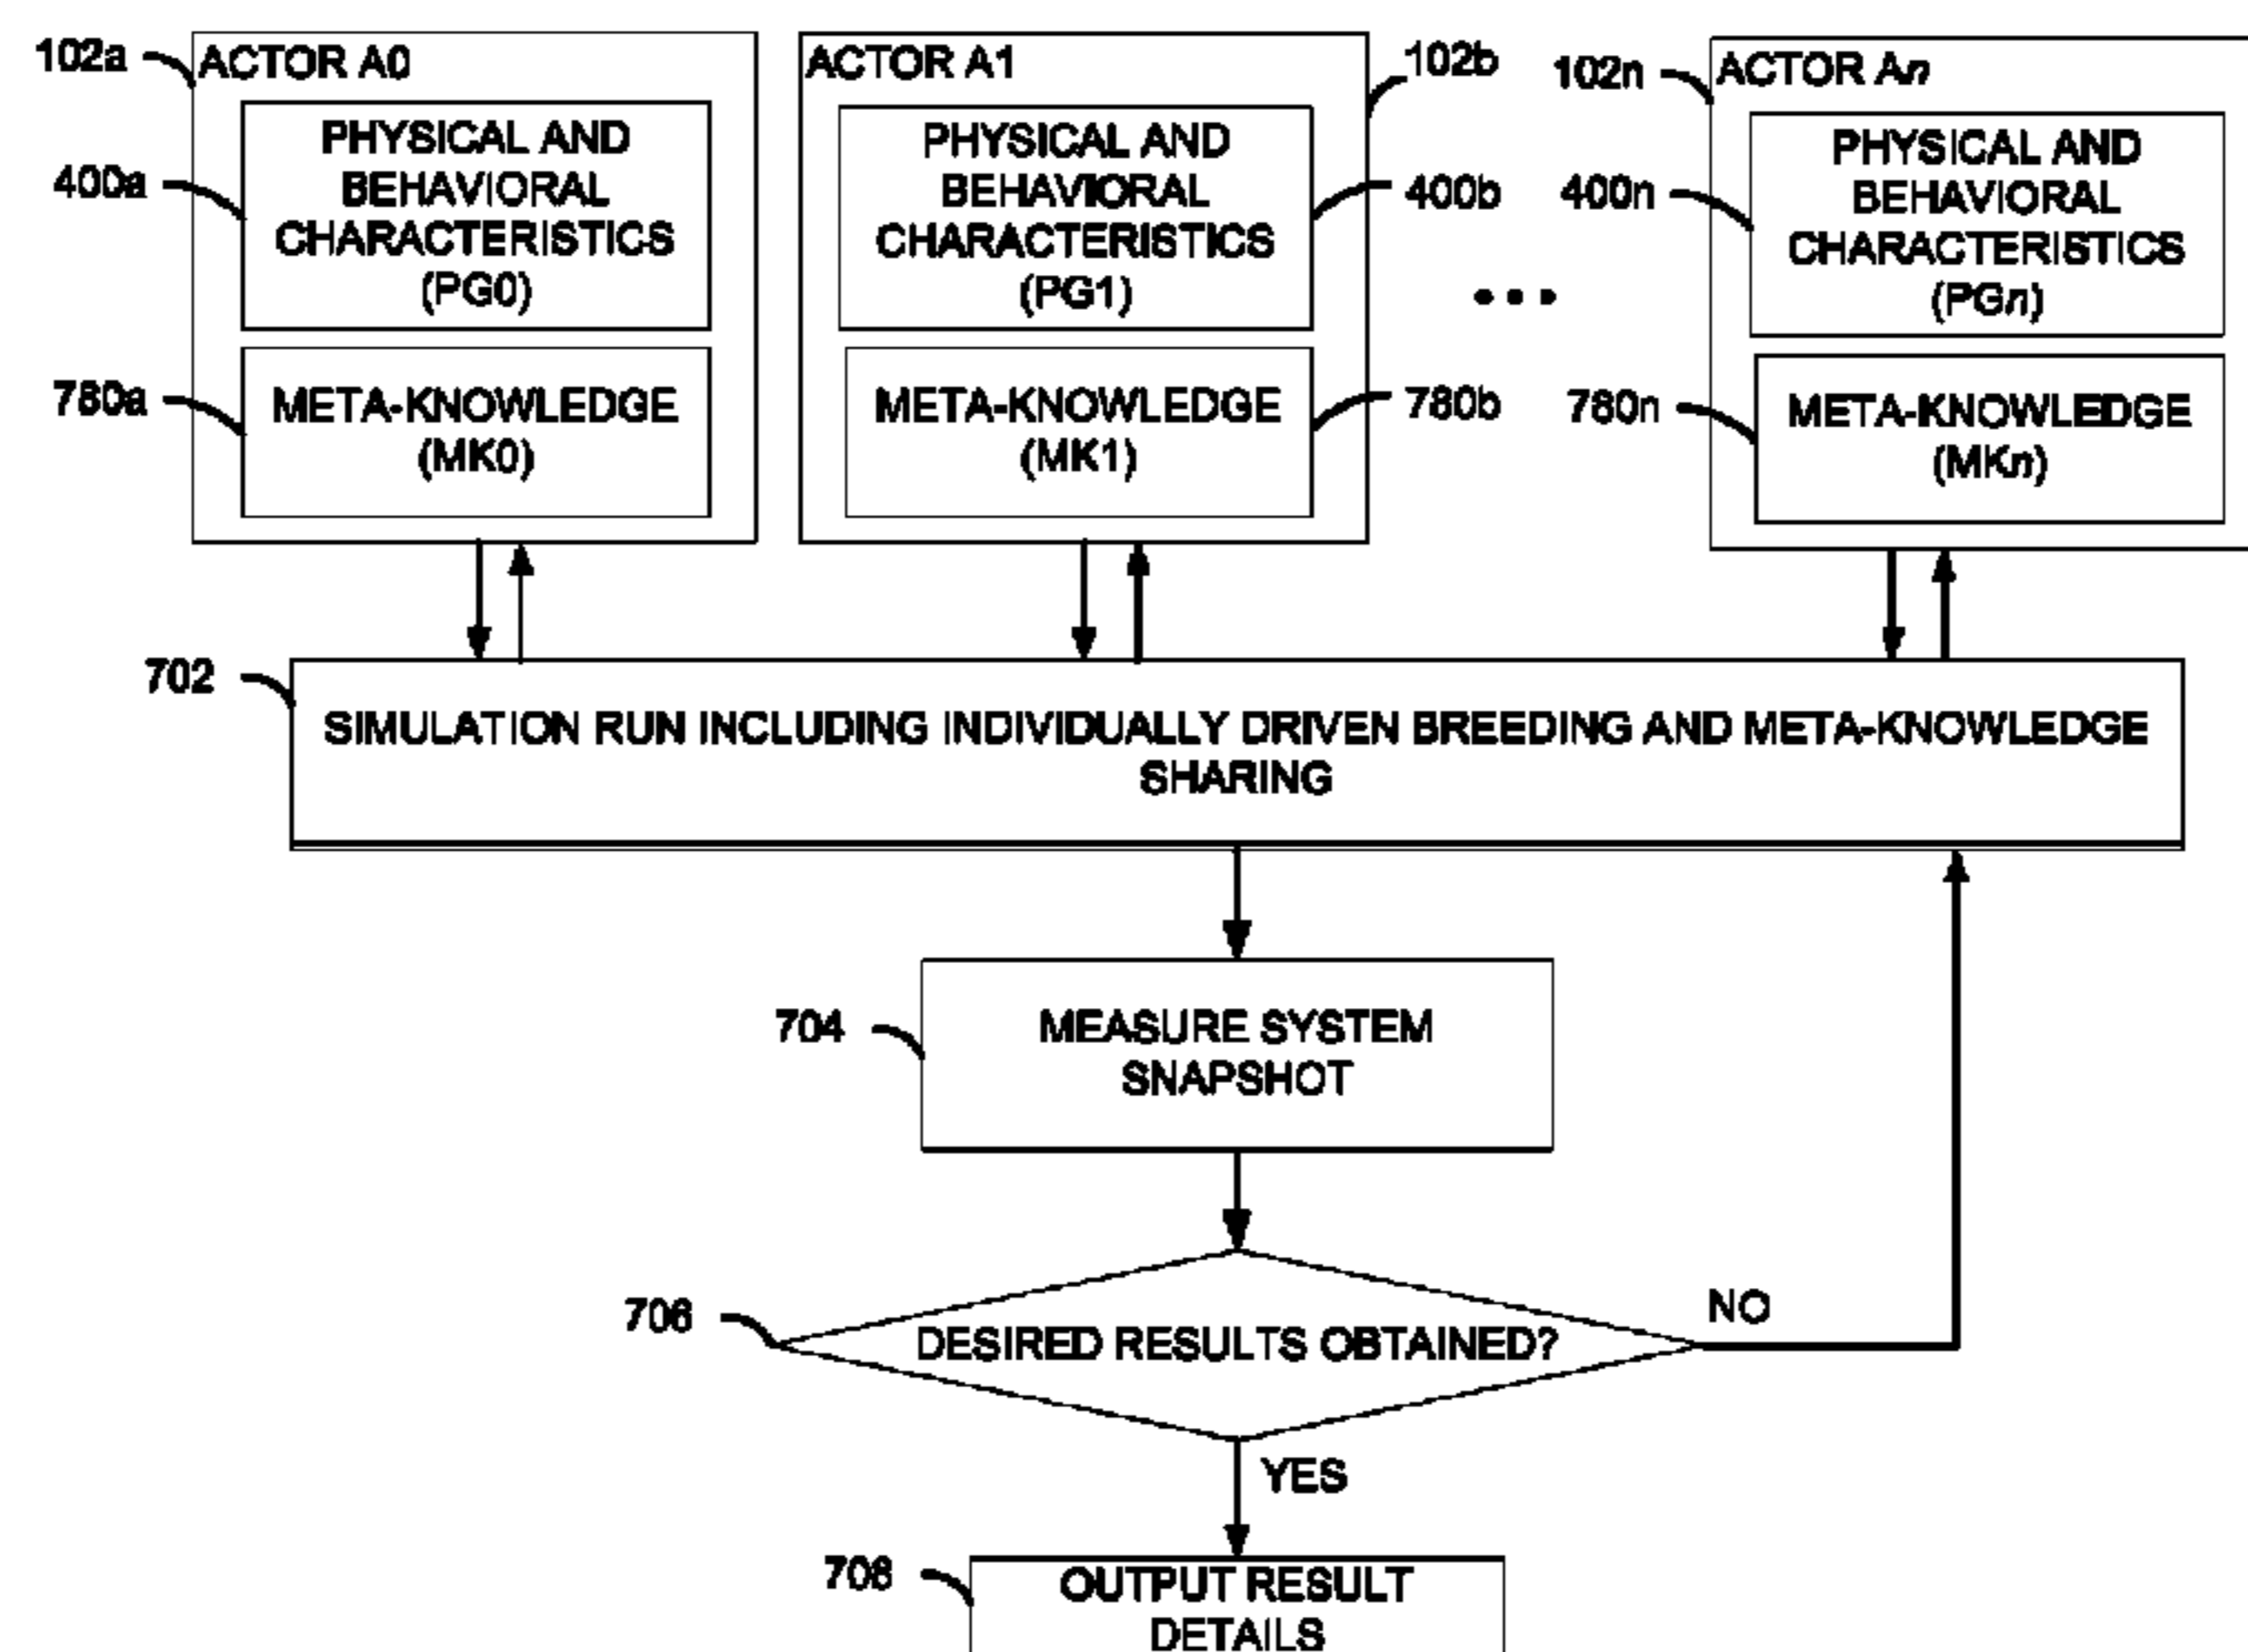 102a
ACTOR A0
PHYSICAL AND
BEHAVIORAL
CHARACTERISTICS
(PG0)
400a
META-KNOWLEDGE
(MK0)
780a
ACTOR A1
102b
PHYSICAL AND
BEHAVIORAL
CHARACTERISTICS
(PG1)
400b
META-KNOWLEDGE
(MK1)
780b
• • •
102n
ACTOR An
PHYSICAL AND
BEHAVIORAL
CHARACTERISTICS
(PGn)
400n
META-KNOWLEDGE
(MKn)
780n
702
SIMULATION RUN INCLUDING INDIVIDUALLY DRIVEN BREEDING AND META-KNOWLEDGE
SHARING
704
MEASURE SYSTEM
SNAPSHOT
706
DESIRED RESULTS OBTAINED?
NO
YES
708
OUTPUT RESULT
DETAILS